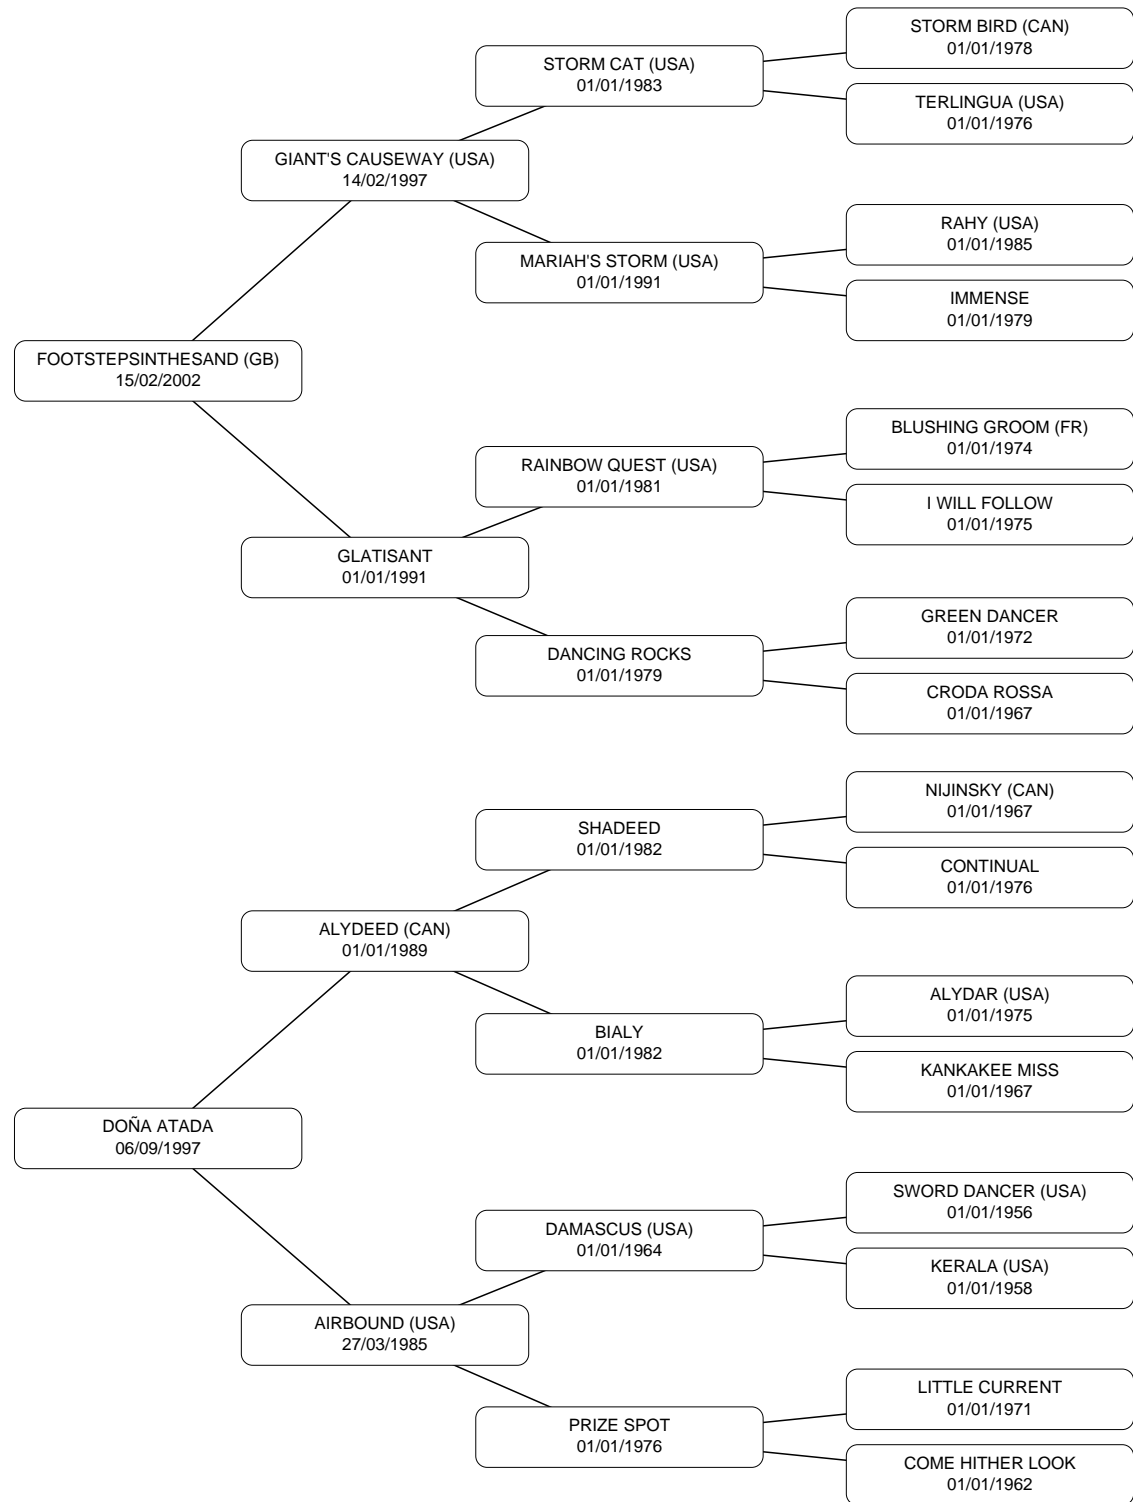 STORM BIRD (CAN)
01/01/1978
STORM CAT (USA)
01/01/1983
TERLINGUA (USA)
01/01/1976
GIANT'S CAUSEWAY (USA)
14/02/1997
RAHY (USA)
01/01/1985
MARIAH'S STORM (USA)
01/01/1991
IMMENSE
01/01/1979
FOOTSTEPSINTHESAND (GB)
15/02/2002
BLUSHING GROOM (FR)
01/01/1974
RAINBOW QUEST (USA)
01/01/1981
I WILL FOLLOW
01/01/1975
GLATISANT
01/01/1991
GREEN DANCER
01/01/1972
DANCING ROCKS
01/01/1979
CRODA ROSSA
01/01/1967
NIJINSKY (CAN)
01/01/1967
SHADEED
01/01/1982
CONTINUAL
01/01/1976
ALYDEED (CAN)
01/01/1989
ALYDAR (USA)
01/01/1975
BIALY
01/01/1982
KANKAKEE MISS
01/01/1967
DOÑA ATADA
06/09/1997
SWORD DANCER (USA)
01/01/1956
DAMASCUS (USA)
01/01/1964
KERALA (USA)
01/01/1958
AIRBOUND (USA)
27/03/1985
LITTLE CURRENT
01/01/1971
PRIZE SPOT
01/01/1976
COME HITHER LOOK
01/01/1962